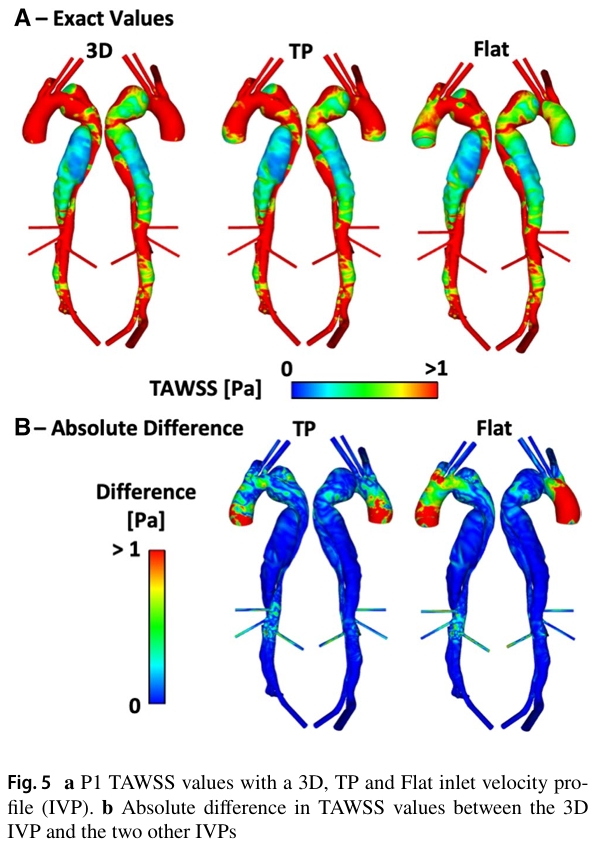 A – Exact Values
3D
TP
Flat
0
>1
TAWSS [Pa]
B – Absolute Difference
TP
Flat
Difference
[Pa]
> 1
0
Fig. 5 a P1 TAWSS values with a 3D, TP and Flat inlet velocity pro-
file (IVP). b Absolute difference in TAWSS values between the 3D
IVP and the two other IVPs